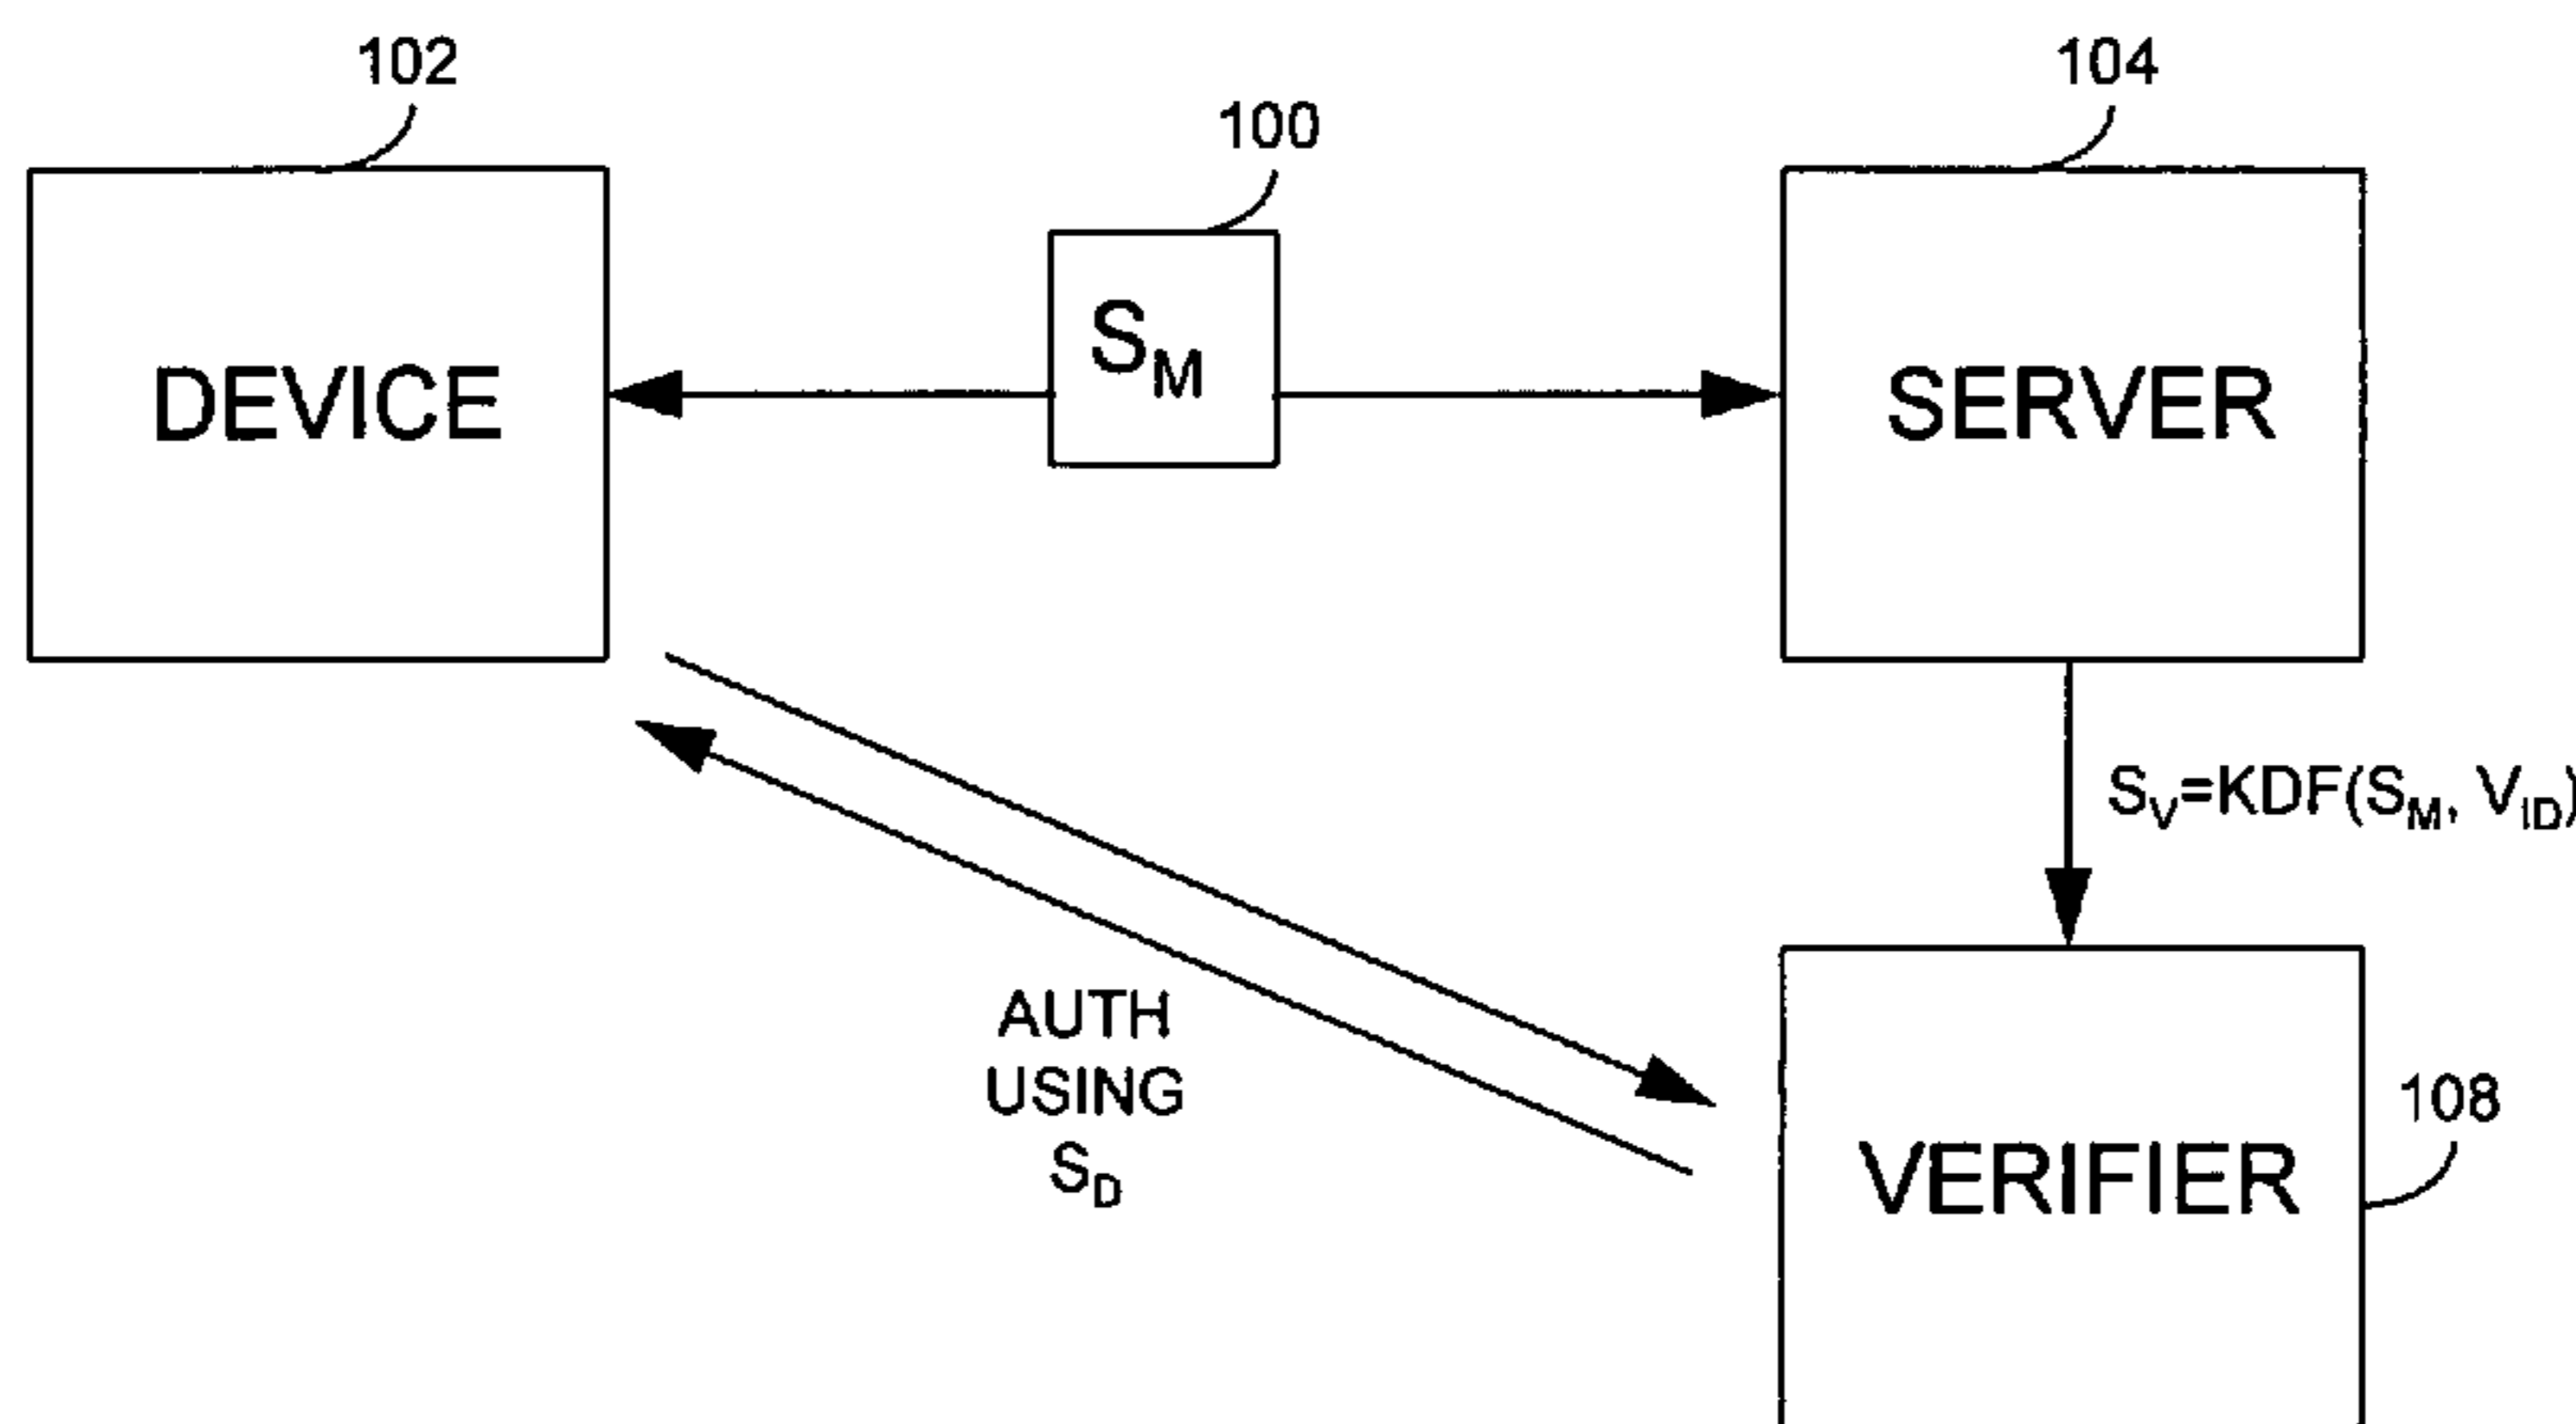 102
104
100
S_M
DEVICE
SERVER
S_V=KDF(S_M, V_ID)
AUTH
USING
S_D
108
VERIFIER